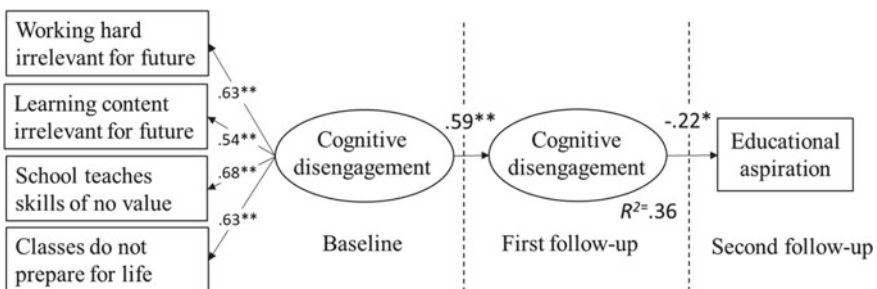 Working hard
irrelevant for future
Learning content
irrelevant for future
School teaches
skills of no value
Classes do not
prepare for life
.63**
.54**
.68**
.63**
Cognitive
disengagement
.59**
Cognitive
disengagement
R²=.36
-.22*
Educational
aspiration
Baseline
First follow-up
Second follow-up